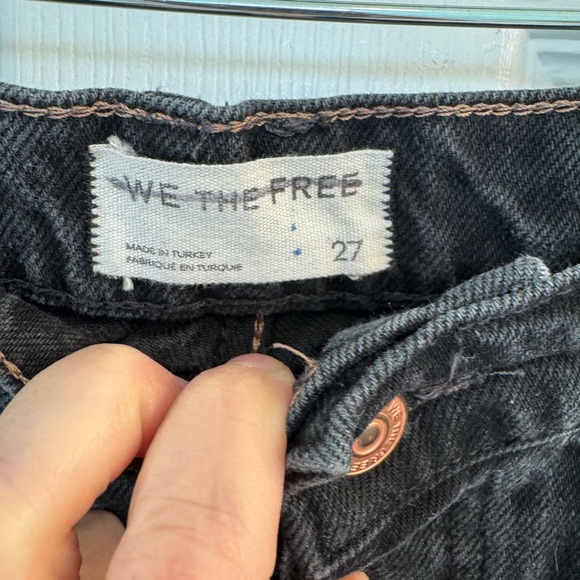 WE THE FREE
MADE IN TURKEY
FABRIQUÉ EN TURQUIE
27